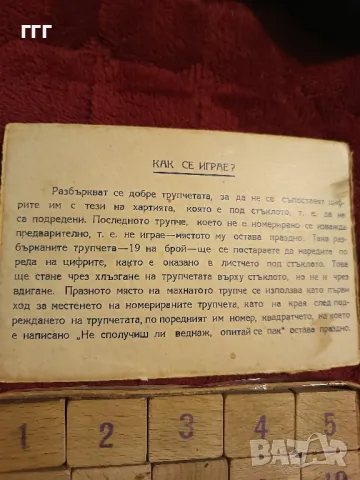 ггг
КАК СЕ ИГРАЕ?
Разбъркват се добре трупчетата, за да не се съпоставят циф-
рите им с тези на хартията, която е под стъклото, т. е. да не
са подредени. Последното трупче, което не е номерирано се изважда
предварително, т. е. не играе—мястото му остава празно. Така раз-
бърканите трупчета—19 на брой—ще се постараете да наредите по
реда на цифрите, както е оказано в листчето под стъклото. Това
ще стане чрез хлъзгане на трупчетата върху стъклото, но не и чрез
вдигане. Празното място на махнатото трупче се използва като първи
ход за местенето на номерираните трупчета, като на края след под-
реждането на трупчетата, по поредният им номер, квадратчето, на което
е написано „Не сполучиш ли веднаж, опитай се пак" остава празно.
1 2 3 4 5
BAZAR